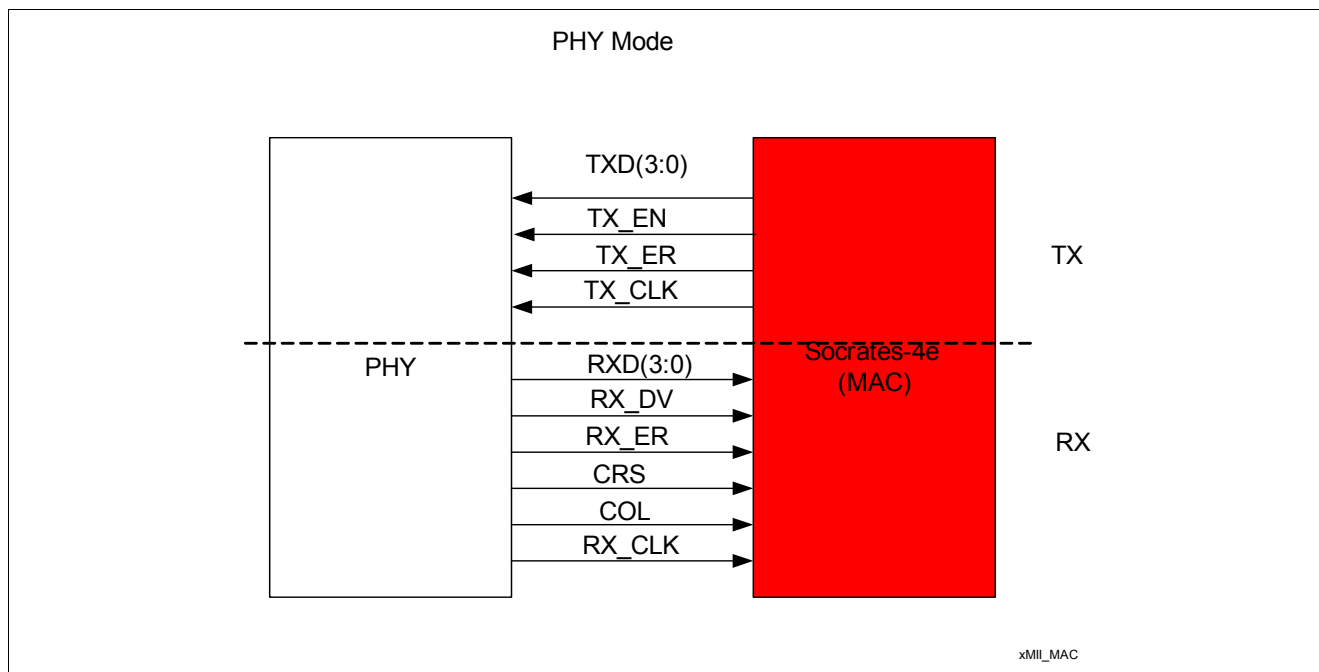 PHY Mode
TXD(3:0)
TX_EN
TX_ER
TX
TX_CLK
PHY
RXD(3:0)
Socrates-4e
(MAC)
RX_DV
RX_ER
RX
CRS
COL
RX_CLK
xMII_MAC